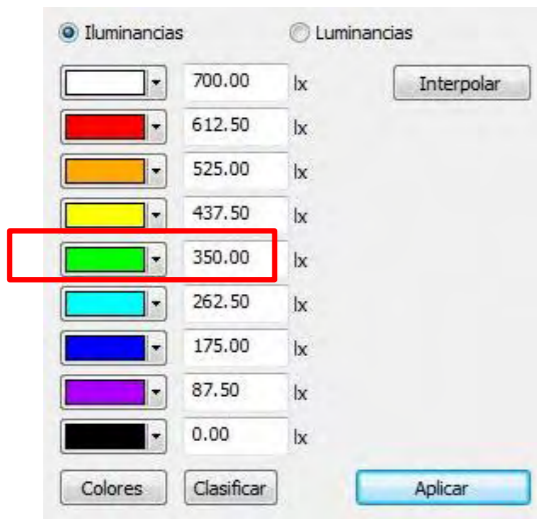 Iluminancias Luminancias
700.00 lx Interpolar
612.50 lx
525.00 lx
437.50 lx
350.00 lx
262.50 lx
175.00 lx
87.50 lx
0.00 lx
Colores Clasificar Aplicar